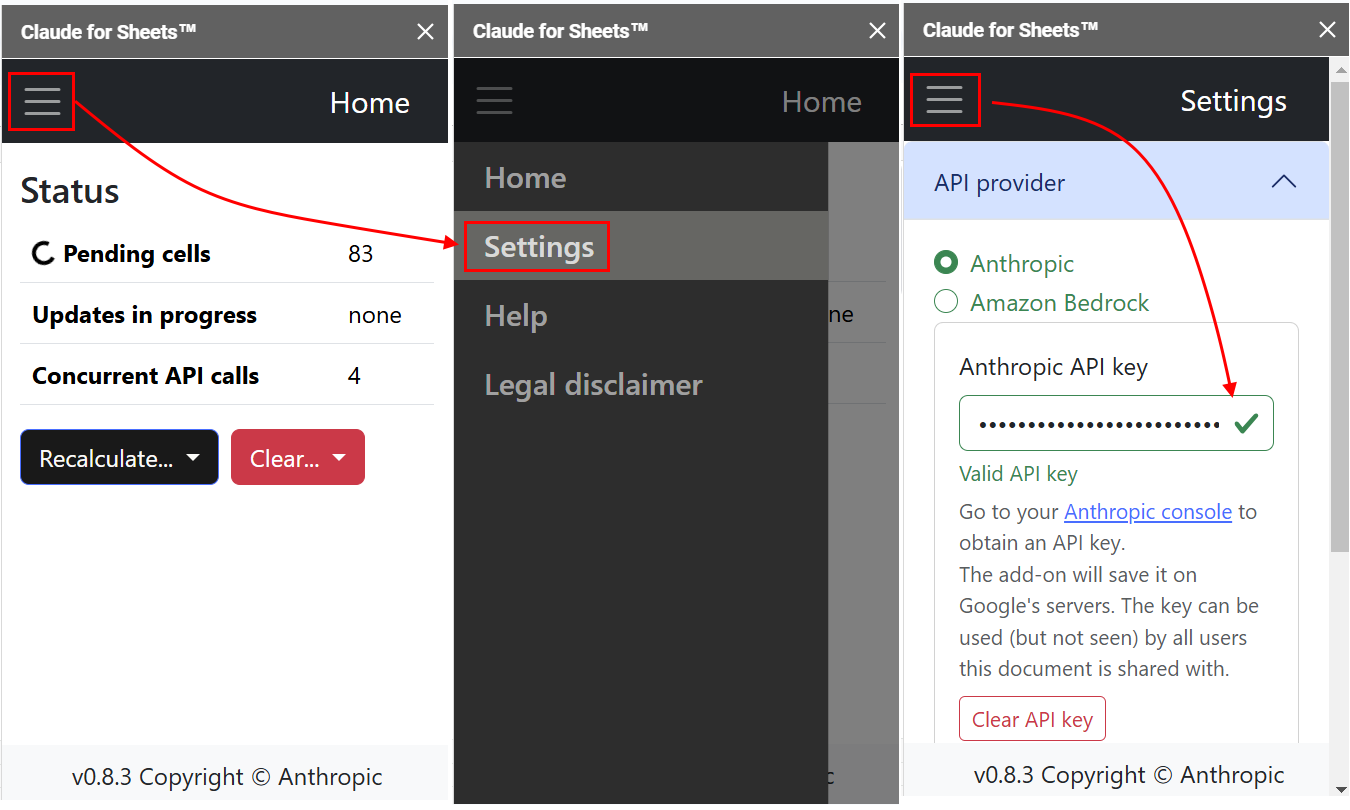 Claude for Sheets™
Home
Status
Pending cells 83
Updates in progress none
Concurrent API calls 4
Recalculate...
Clear...
v0.8.3 Copyright © Anthropic
Claude for Sheets™
Home
Home
Settings
Help
Legal disclaimer
ne
c
Claude for Sheets™
Settings
API provider
Anthropic
Amazon Bedrock
Anthropic API key
Valid API key
Go to your Anthropic console to
obtain an API key.
The add-on will save it on
Google's servers. The key can be
used (but not seen) by all users
this document is shared with.
Clear API key
v0.8.3 Copyright © Anthropic